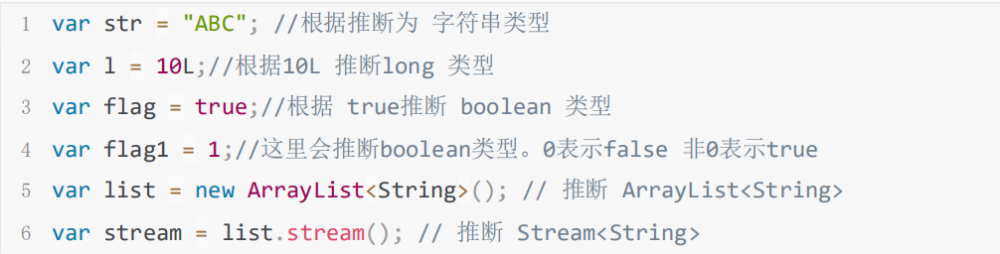 1 var str = "ABC"; //根据推断为 字符串类型
2 var l = 10L;//根据10L 推断long 类型
3 var flag = true;//根据 true推断 boolean 类型
4 var flag1 = 1;//这里会推断boolean类型。0表示false 非0表示true
5 var list = new ArrayList<String>(); // 推断 ArrayList<String>
6 var stream = list.stream(); // 推断 Stream<String>